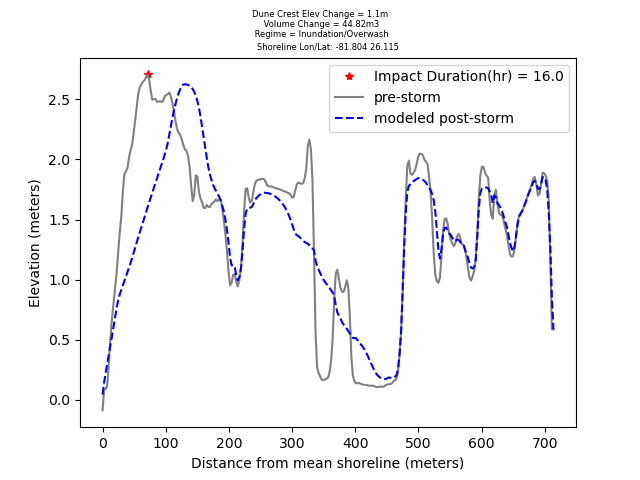 Dune Crest Elev Change = 1.1m
Volume Change = 44.82m3
Regime = Inundation/Overwash
Shoreline Lon/Lat: -81.804 26.115
Impact Duration(hr) = 16.0
pre-storm
modeled post-storm
Elevation (meters)
2.5
2.0
1.5
1.0
0.5
0.0
0 100 200 300 400 500 600 700
Distance from mean shoreline (meters)